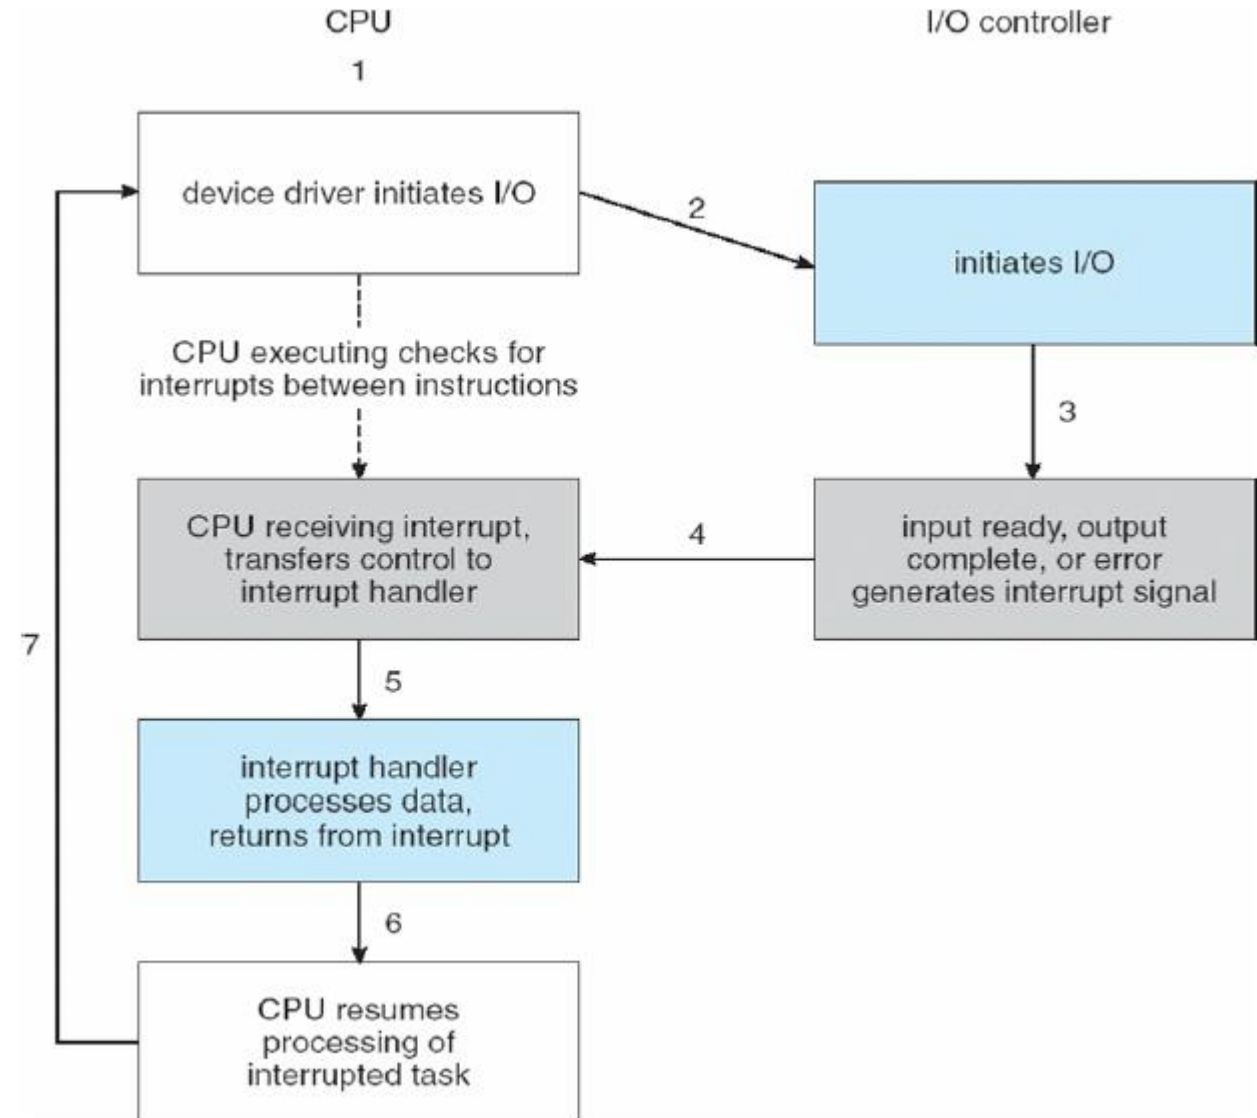 CPU
I/O controller
1
device driver initiates I/O
2
initiates I/O
CPU executing checks for
interrupts between instructions
3
CPU receiving interrupt,
transfers control to
interrupt handler
4
input ready, output
complete, or error
generates interrupt signal
7
5
interrupt handler
processes data,
returns from interrupt
6
CPU resumes
processing of
interrupted task